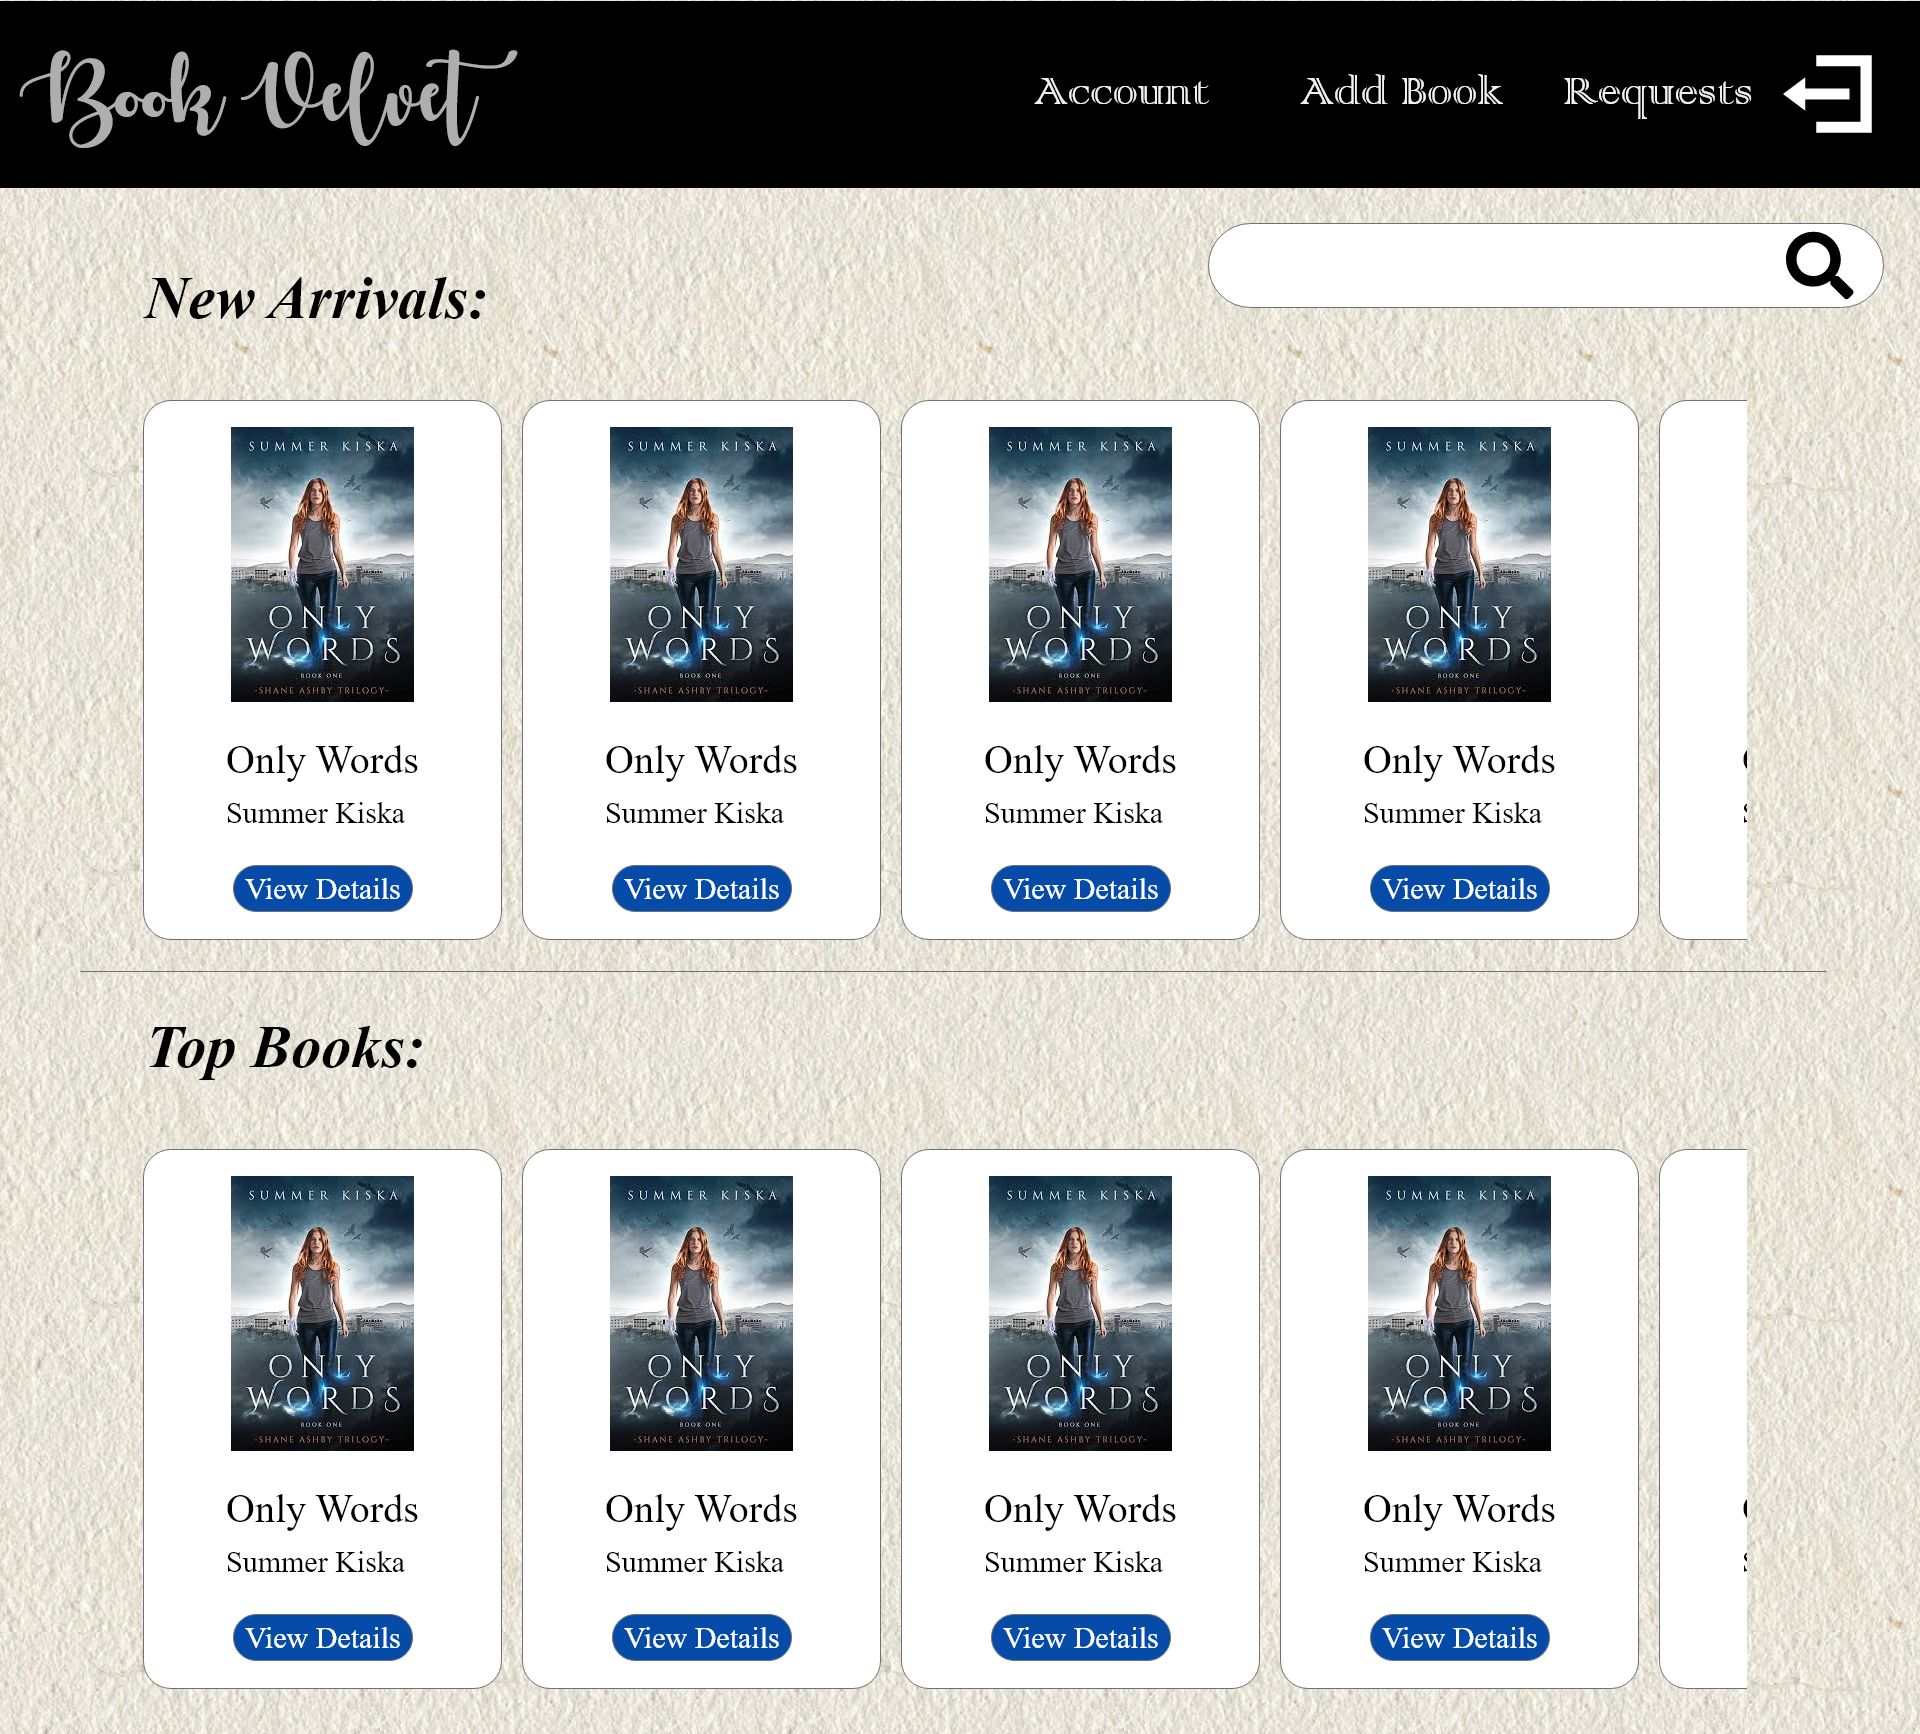 Book Velvet
Account Add Book Requests
New Arrivals:
SUMMER KISKA SUMMER KISKA SUMMER KISKA SUMMER KISKA
ONLY ONLY ONLY ONLY
WORDS WORDS WORDS WORDS
BOOK ONE BOOK ONE BOOK ONE BOOK ONE
-SHANE ASHBY TRILOGY- -SHANE ASHBY TRILOGY- -SHANE ASHBY TRILOGY- -SHANE ASHBY TRILOGY-
Only Words Only Words Only Words Only Words
Summer Kiska Summer Kiska Summer Kiska Summer Kiska
View Details View Details View Details View Details
Top Books:
SUMMER KISKA SUMMER KISKA SUMMER KISKA SUMMER KISKA
ONLY ONLY ONLY ONLY
WORDS WORDS WORDS WORDS
BOOK ONE BOOK ONE BOOK ONE BOOK ONE
-SHANE ASHBY TRILOGY- -SHANE ASHBY TRILOGY- -SHANE ASHBY TRILOGY- -SHANE ASHBY TRILOGY-
Only Words Only Words Only Words Only Words
Summer Kiska Summer Kiska Summer Kiska Summer Kiska
View Details View Details View Details View Details